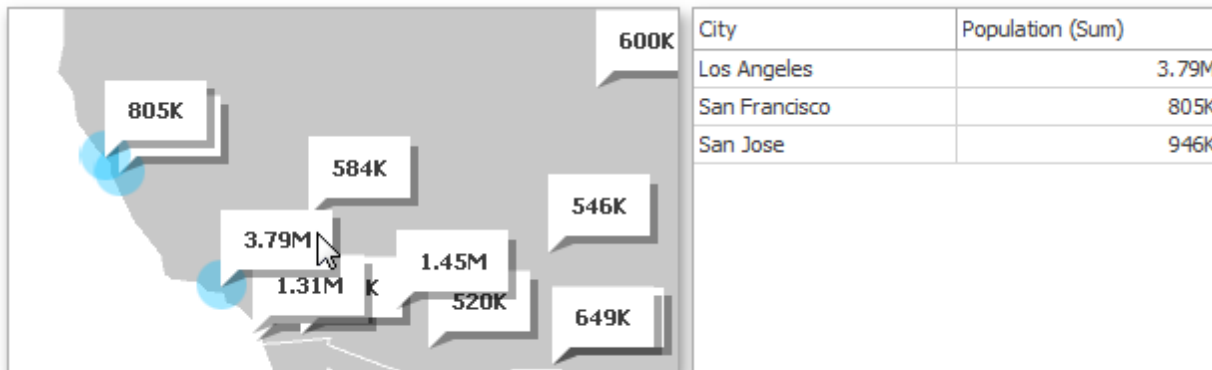 600K
805K
584K
546K
3.79M
1.45M
1.31M
K
520K
649K
City Population (Sum)
Los Angeles 3.79M
San Francisco 805K
San Jose 946K